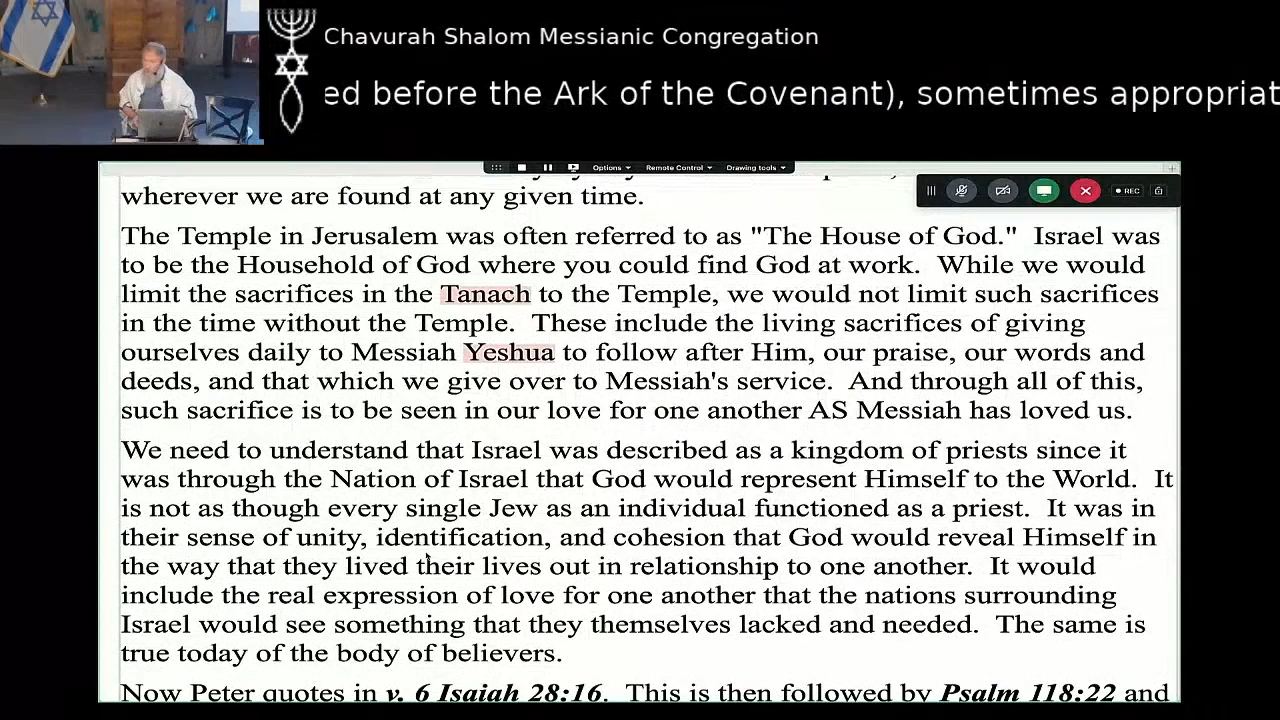 Chavurah Shalom Messianic Congregation
ed before the Ark of the Covenant), sometimes appropriat
Options
Remote Control
Drawing tools
REC
wherever we are found at any given time.
The Temple in Jerusalem was often referred to as "The House of God." Israel was
to be the Household of God where you could find God at work. While we would
limit the sacrifices in the Tanach to the Temple, we would not limit such sacrifices
in the time without the Temple. These include the living sacrifices of giving
ourselves daily to Messiah Yeshua to follow after Him, our praise, our words and
deeds, and that which we give over to Messiah's service. And through all of this,
such sacrifice is to be seen in our love for one another AS Messiah has loved us.
We need to understand that Israel was described as a kingdom of priests since it
was through the Nation of Israel that God would represent Himself to the World. It
is not as though every single Jew as an individual functioned as a priest. It was in
their sense of unity, identification, and cohesion that God would reveal Himself in
the way that they lived their lives out in relationship to one another. It would
include the real expression of love for one another that the nations surrounding
Israel would see something that they themselves lacked and needed. The same is
true today of the body of believers.
Now Peter quotes in v. 6 Isaiah 28:16. This is then followed by Psalm 118:22 and